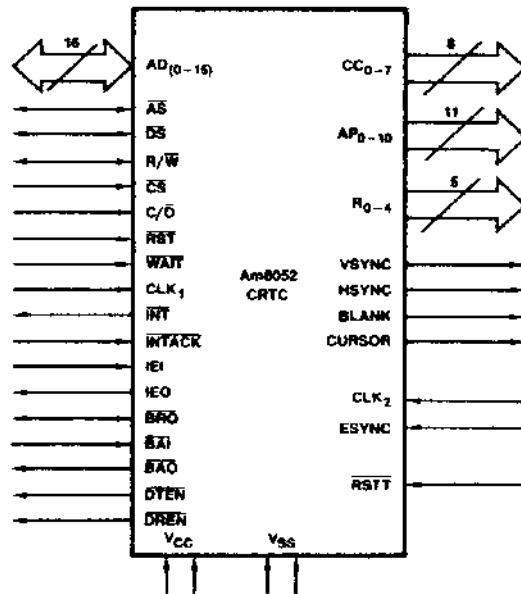 16
AD(0–15)
AS
DS
R/W
CS
C/D
RST
WAIT
CLK1
INT
INTACK
IEI
IEO
BRQ
BAI
BAO
DTEN
DREN
Am8052
CRTC
8
CC0–7
11
AP0–10
5
R0–4
VSYNC
HSYNC
BLANK
CURSOR
CLK2
ESYNC
RSTT
VCC
VSS